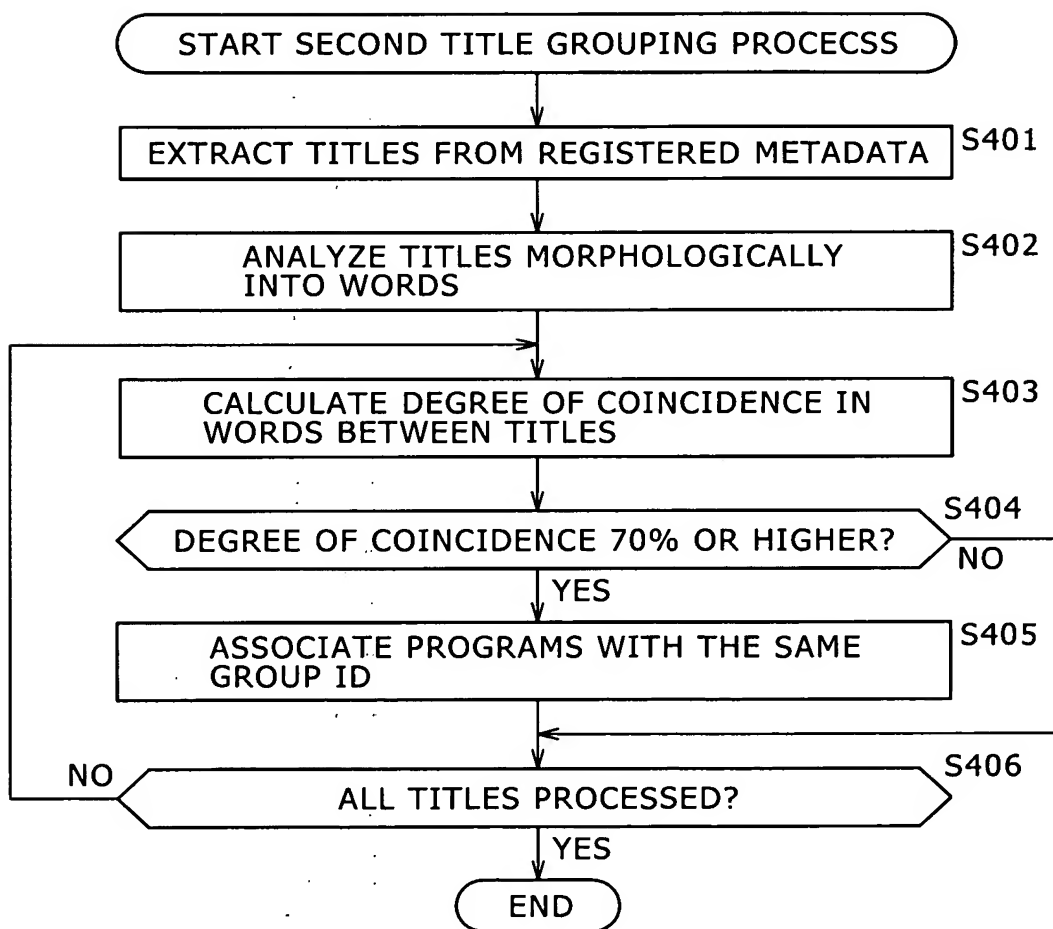 START SECOND TITLE GROUPING PROCECSS
EXTRACT TITLES FROM REGISTERED METADATA
S401
ANALYZE TITLES MORPHOLOGICALLY
INTO WORDS
S402
CALCULATE DEGREE OF COINCIDENCE IN
WORDS BETWEEN TITLES
S403
DEGREE OF COINCIDENCE 70% OR HIGHER?
S404
NO
YES
ASSOCIATE PROGRAMS WITH THE SAME
GROUP ID
S405
NO
ALL TITLES PROCESSED?
S406
YES
END